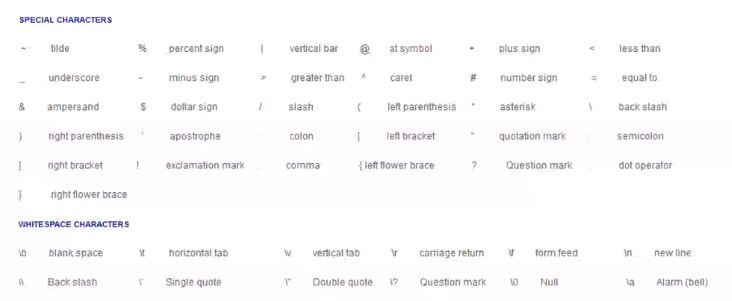 SPECIAL CHARACTERS
~ tilde % percent sign | vertical bar @ at symbol + plus sign < less than
_ underscore - minus sign > greater than ^ caret # number sign = equal to
& ampersand $ dollar sign / slash ( left parenthesis * asterisk \ back slash
) right parenthesis ' apostrophe : colon [ left bracket " quotation mark ; semicolon
] right bracket ! exclamation mark , comma { left flower brace ? Question mark . dot operator
} right flower brace
WHITESPACE CHARACTERS
\b blank space \t horizontal tab \v vertical tab \r carriage return \f form feed \n new line
\\ Back slash \' Single quote \" Double quote \? Question mark \0 Null \a Alarm (bell)